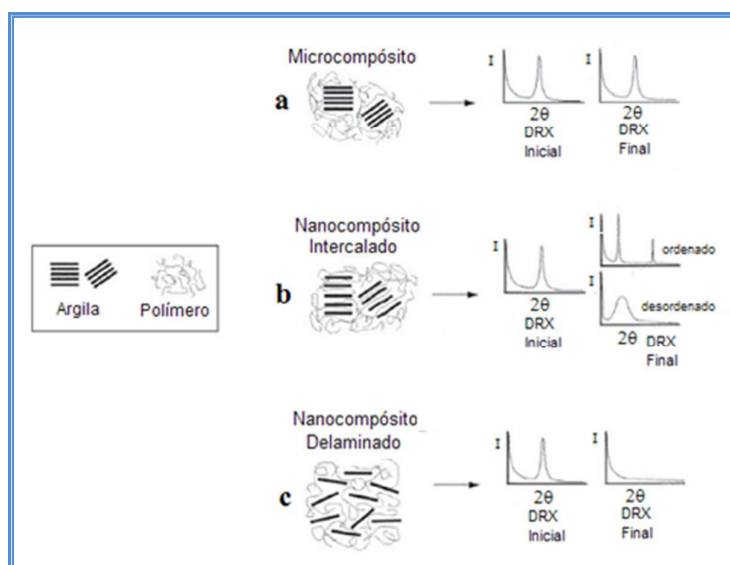 Microcompósito
a
I
2θ
DRX
Inicial
I
2θ
DRX
Final
Argila
Polímero
Nanocompósito
Intercalado
b
I
2θ
DRX
Inicial
I
ordenado
I
desordenado
2θ DRX
Final
Nanocompósito
Delaminado
c
I
2θ
DRX
Inicial
I
2θ
DRX
Final